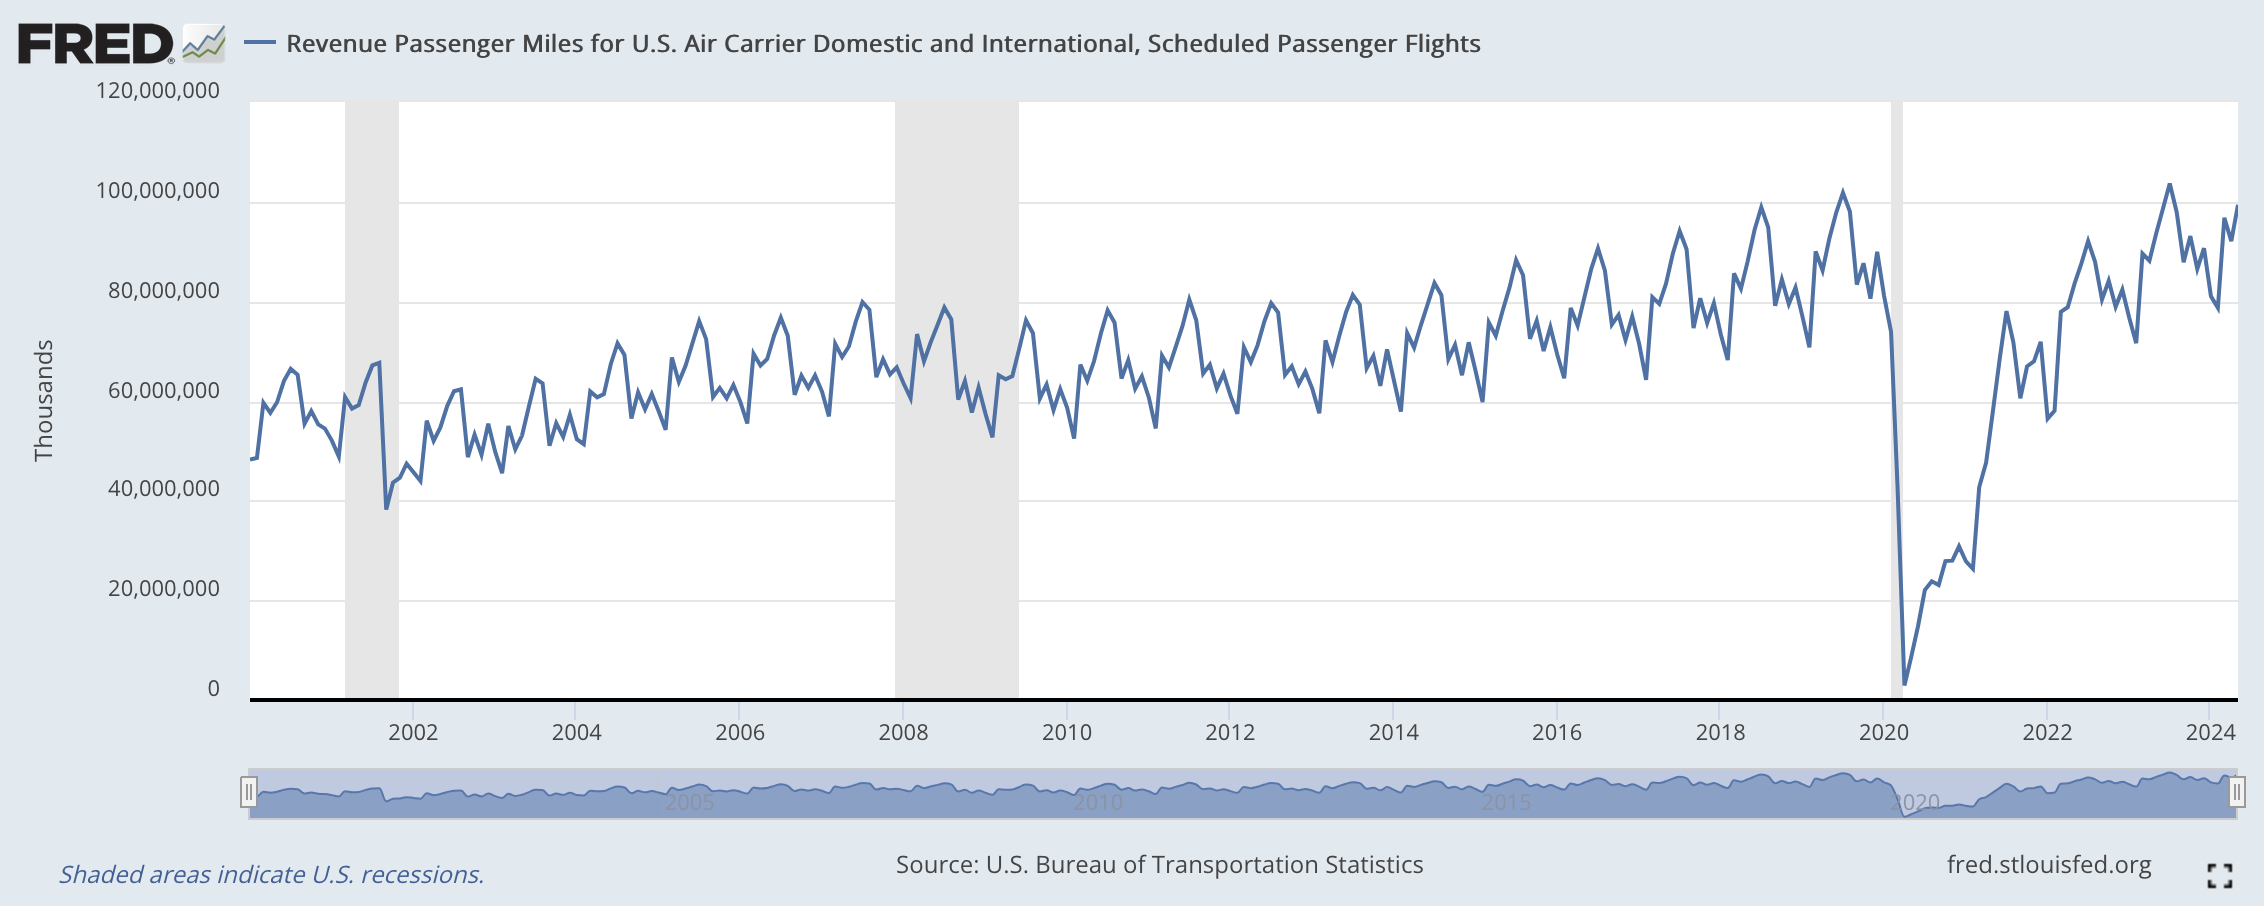 FRED®
Revenue Passenger Miles for U.S. Air Carrier Domestic and International, Scheduled Passenger Flights
120,000,000
100,000,000
80,000,000
60,000,000
40,000,000
20,000,000
0
Thousands
2002 2004 2006 2008 2010 2012 2014 2016 2018 2020 2022 2024
2005 2010 2015 2020
Shaded areas indicate U.S. recessions.
Source: U.S. Bureau of Transportation Statistics
fred.stlouisfed.org